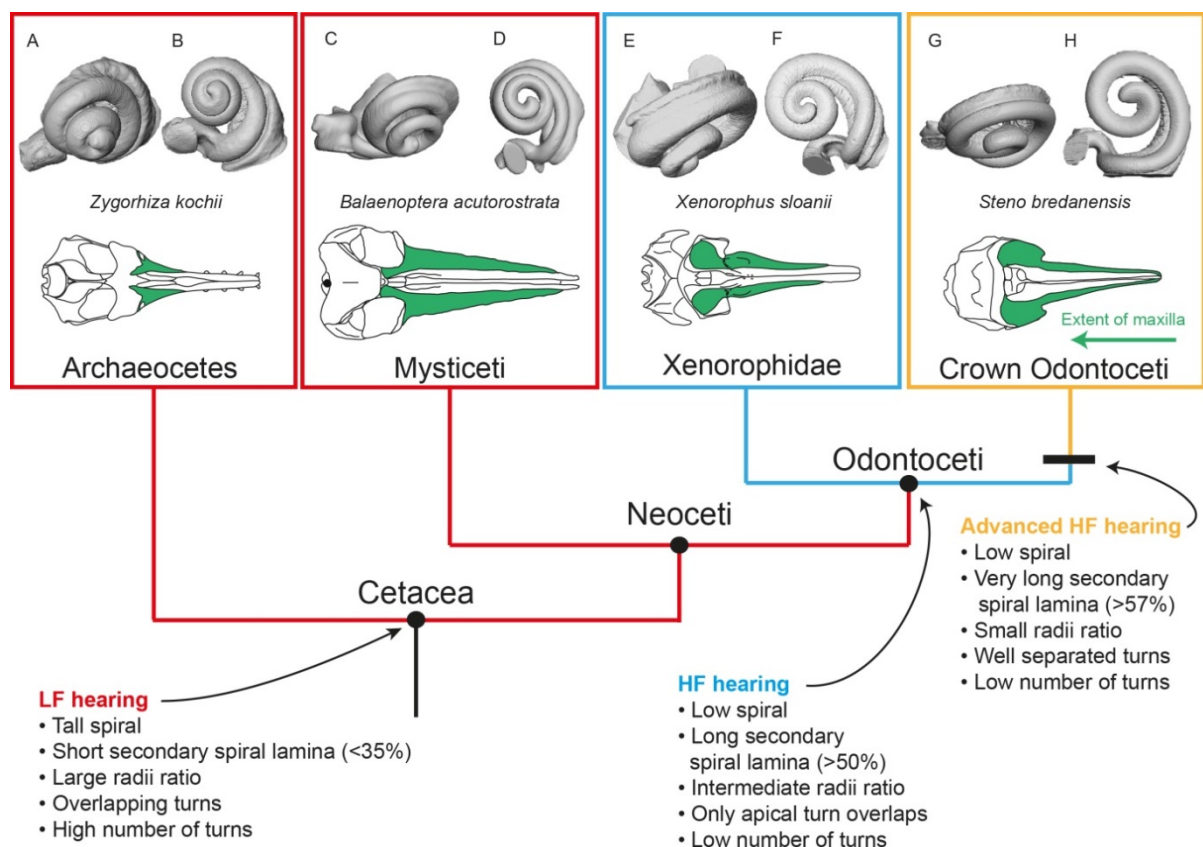 A
B
C
D
E
F
G
H
Zygorhiza kochii
Balaenoptera acutorostrata
Xenorophus sloanii
Steno bredanensis
Extent of maxilla
Archaeocetes
Mysticeti
Xenorophidae
Crown Odontoceti
Odontoceti
Neoceti
Cetacea
LF hearing
• Tall spiral
• Short secondary spiral lamina (<35%)
• Large radii ratio
• Overlapping turns
• High number of turns
HF hearing
• Low spiral
• Long secondary
spiral lamina (>50%)
• Intermediate radii ratio
• Only apical turn overlaps
• Low number of turns
Advanced HF hearing
• Low spiral
• Very long secondary
spiral lamina (>57%)
• Small radii ratio
• Well separated turns
• Low number of turns